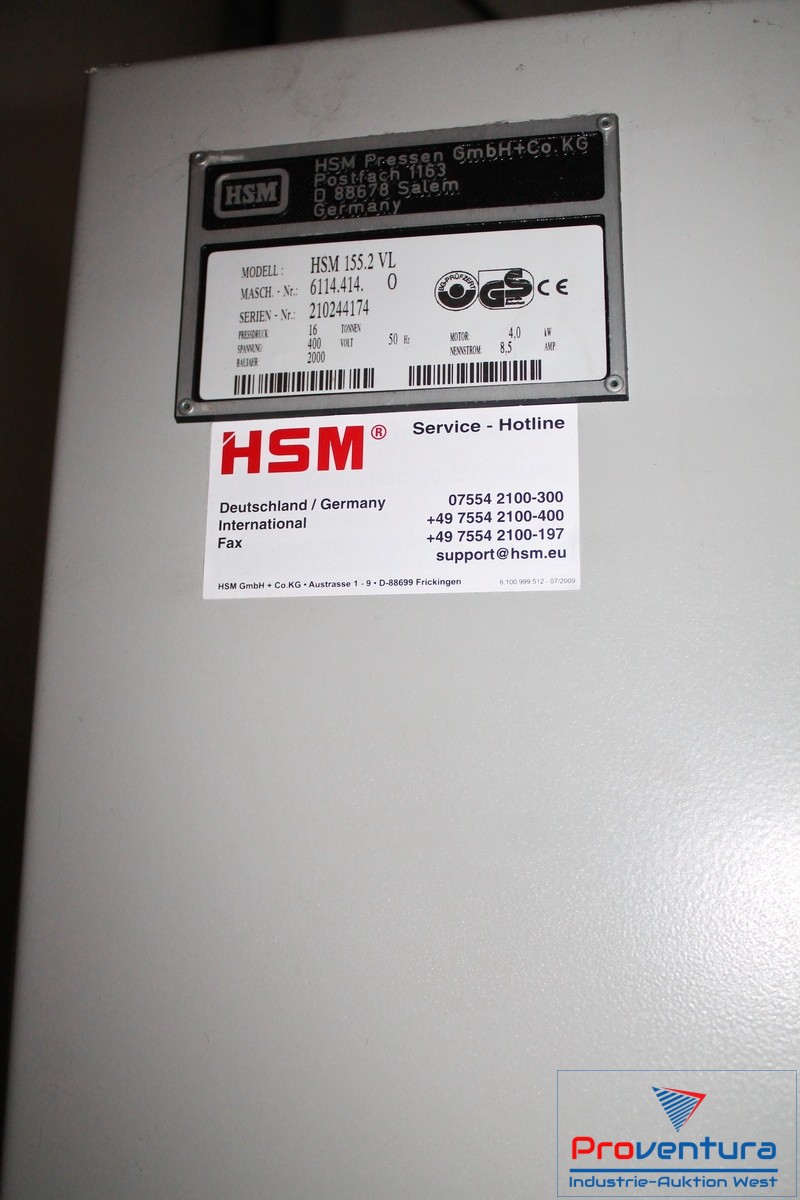 HSM
HSM Pressen GmbH+Co. KG
Postfach 1163
D 88678 Salem
Germany
MODELL : HSM 155.2 VL
MASCH. - Nr.: 6114.414. O
SERIEN - Nr.: 210244174
PRESSDRUCK 16 TONNEN
SPANNUNG: 400 VOLT 50 Hz
BAUJAHR: 2000
BG-PRÜFZERT
GS
CE
MOTOR: 4,0 kW
NENNSTROM: 8,5 AMP.
HSM® Service - Hotline
Deutschland / Germany 07554 2100-300
International +49 7554 2100-400
Fax +49 7554 2100-197
support@hsm.eu
HSM GmbH + Co.KG • Austrasse 1 - 9 • D-88699 Frickingen 6.100.999.512 - 07/2009
Proventura
Industrie-Auktion West